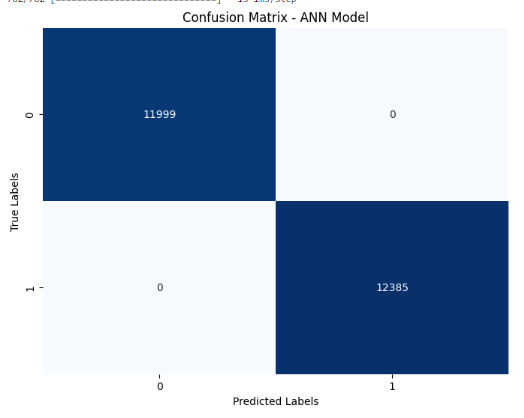 Confusion Matrix - ANN Model
0
11999
0
True Labels
1
0
12385
0
1
Predicted Labels